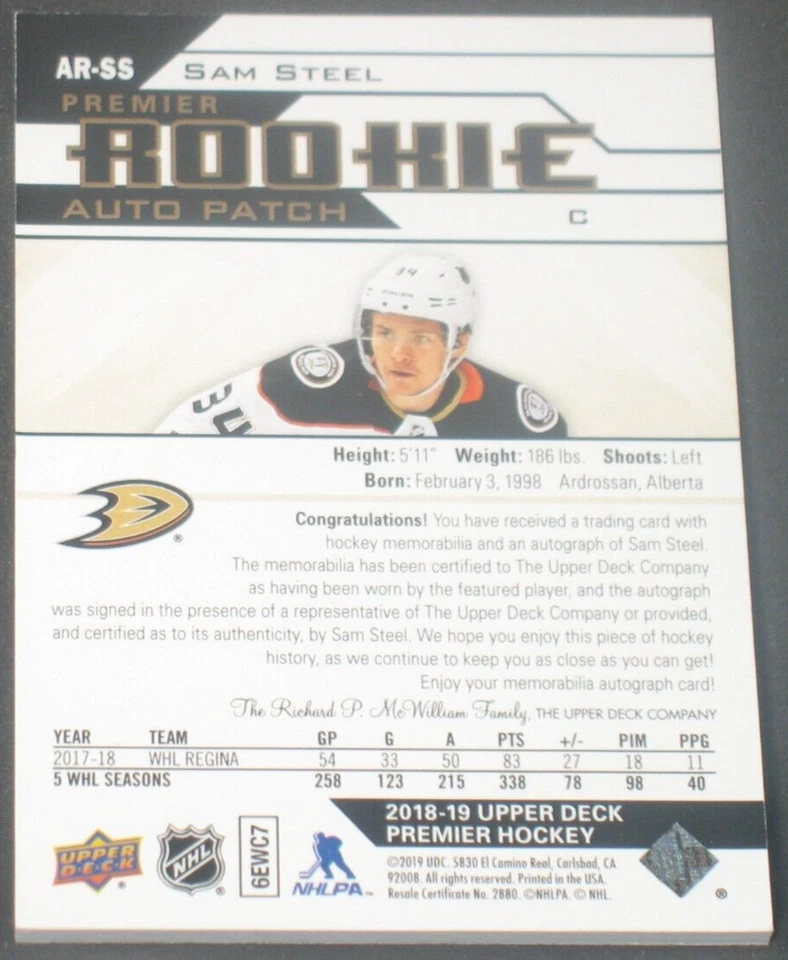 AR-SS SAM STEEL
PREMIER
ROOKIE
AUTO PATCH C
34
34
Height: 5'11" Weight: 186 lbs. Shoots: Left
Born: February 3, 1998 Ardrossan, Alberta
®
Congratulations! You have received a trading card with
hockey memorabilia and an autograph of Sam Steel.
The memorabilia has been certified to The Upper Deck Company
as having been worn by the featured player, and the autograph
was signed in the presence of a representative of The Upper Deck Company or provided,
and certified as to its authenticity, by Sam Steel. We hope you enjoy this piece of hockey
history, as we continue to keep you as close as you can get!
Enjoy your memorabilia autograph card!
The Richard P. McWilliam Family, THE UPPER DECK COMPANY
YEAR TEAM GP G A PTS +/- PIM PPG
2017-18 WHL REGINA 54 33 50 83 27 18 11
5 WHL SEASONS 258 123 215 338 78 98 40
2018-19 UPPER DECK
PREMIER HOCKEY
UPPER DECK ®
NHL ®
6EWC7
NHLPA™
©2019 UDC. 5830 El Camino Real, Carlsbad, CA
92008. All rights reserved. Printed in the USA.
Resale Certificate No. 2880. ©NHLPA. © NHL.
®